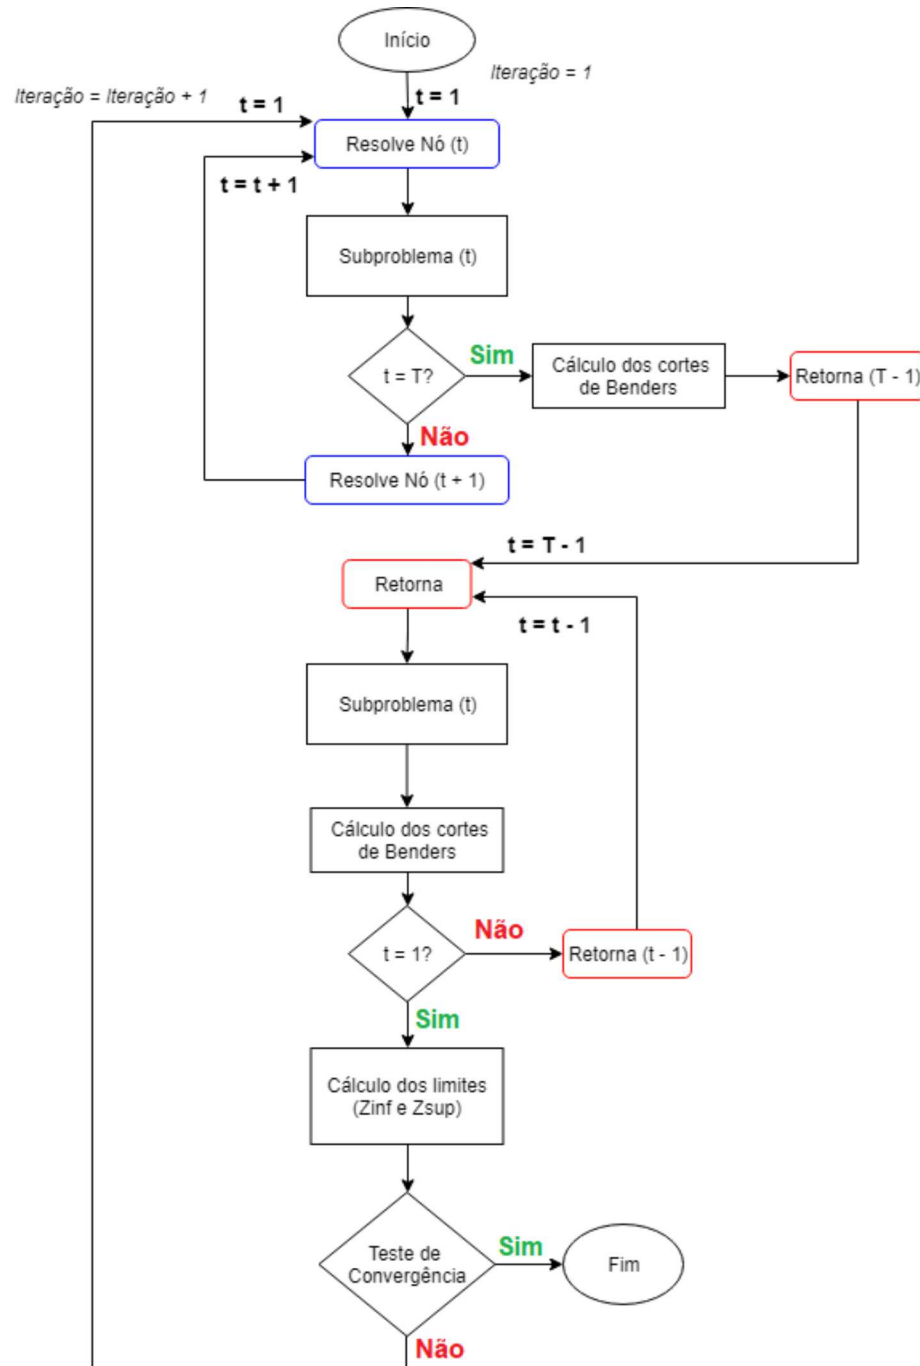 Início
Iteração = 1
Iteração = Iteração + 1
t = 1
t = 1
Resolve Nó (t)
t = t + 1
Subproblema (t)
t = T?
Sim
Cálculo dos cortes
de Benders
Retorna (T - 1)
Não
Resolve Nó (t + 1)
t = T - 1
Retorna
t = t - 1
Subproblema (t)
Cálculo dos cortes
de Benders
t = 1?
Não
Retorna (t - 1)
Sim
Cálculo dos limites
(Zinf e Zsup)
Teste de
Convergência
Sim
Fim
Não